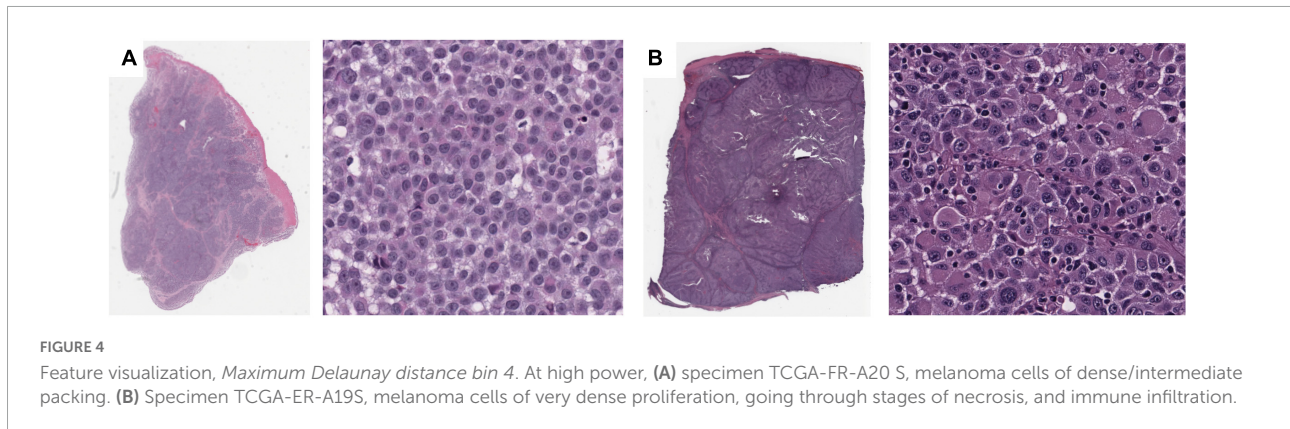 A
B
FIGURE 4
Feature visualization, Maximum Delaunay distance bin 4. At high power, (A) specimen TCGA-FR-A20 S, melanoma cells of dense/intermediate
packing. (B) Specimen TCGA-ER-A19S, melanoma cells of very dense proliferation, going through stages of necrosis, and immune infiltration.